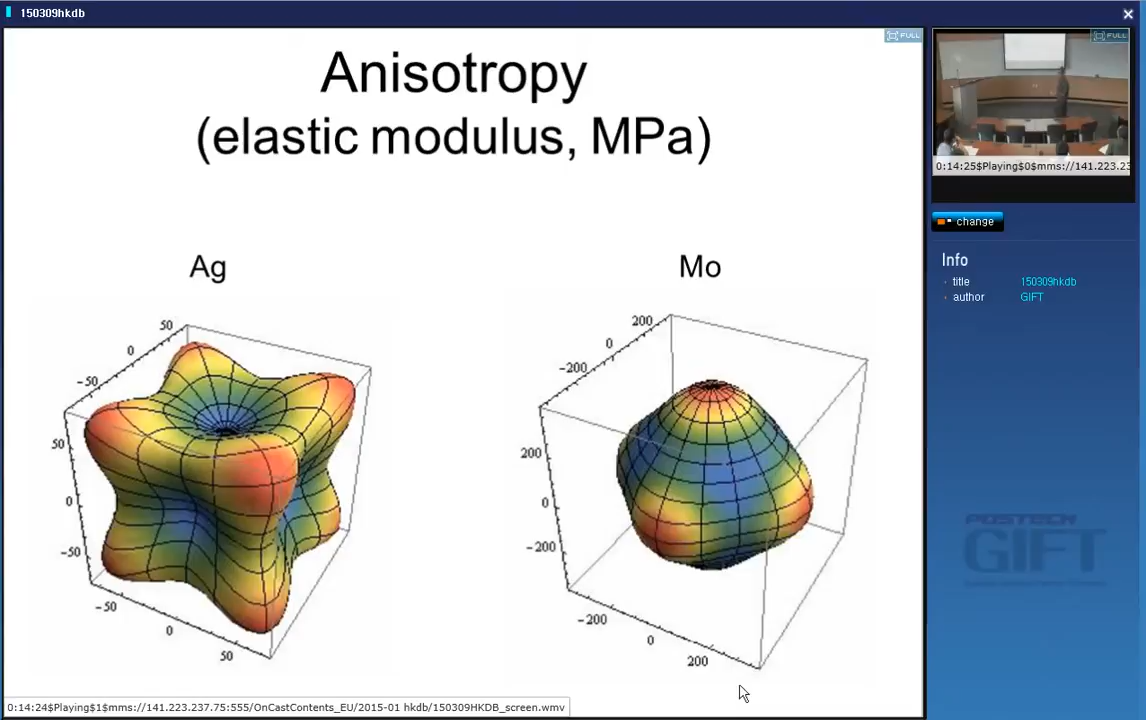 150309hkdb
FULL
Anisotropy
(elastic modulus, MPa)
Ag
Mo
50
0
-50
50
0
-50
-50
0
50
200
0
-200
200
0
-200
-200
0
200
0:14:24$Playing$1$mms://141.223.237.75:555/OnCastContents_EU/2015-01 hkdb/150309HKDB_screen.wmv
FULL
0:14:25$Playing$0$mms://141.223.23
change
Info
title 150309hkdb
author GIFT
POSTECH
GIFT